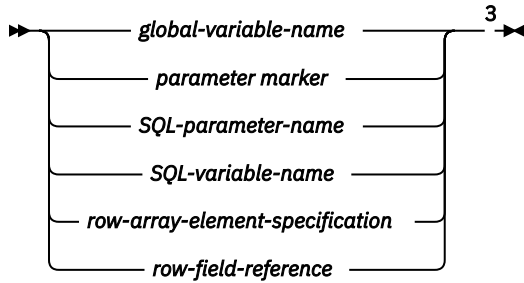 global-variable-name
3
parameter marker
SQL-parameter-name
SQL-variable-name
row-array-element-specification
row-field-reference